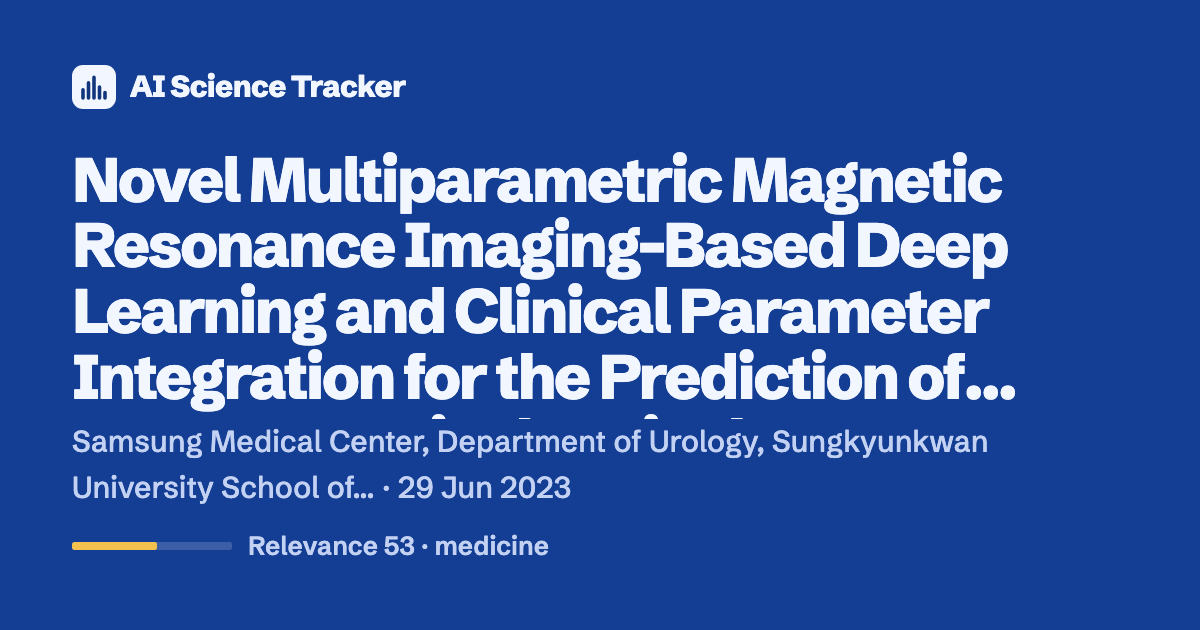 AI Science Tracker
Novel Multiparametric Magnetic
Resonance Imaging-Based Deep
Learning and Clinical Parameter
Integration for the Prediction of...
Samsung Medical Center, Department of Urology, Sungkyunkwan
University School of... · 29 Jun 2023
Relevance 53 · medicine